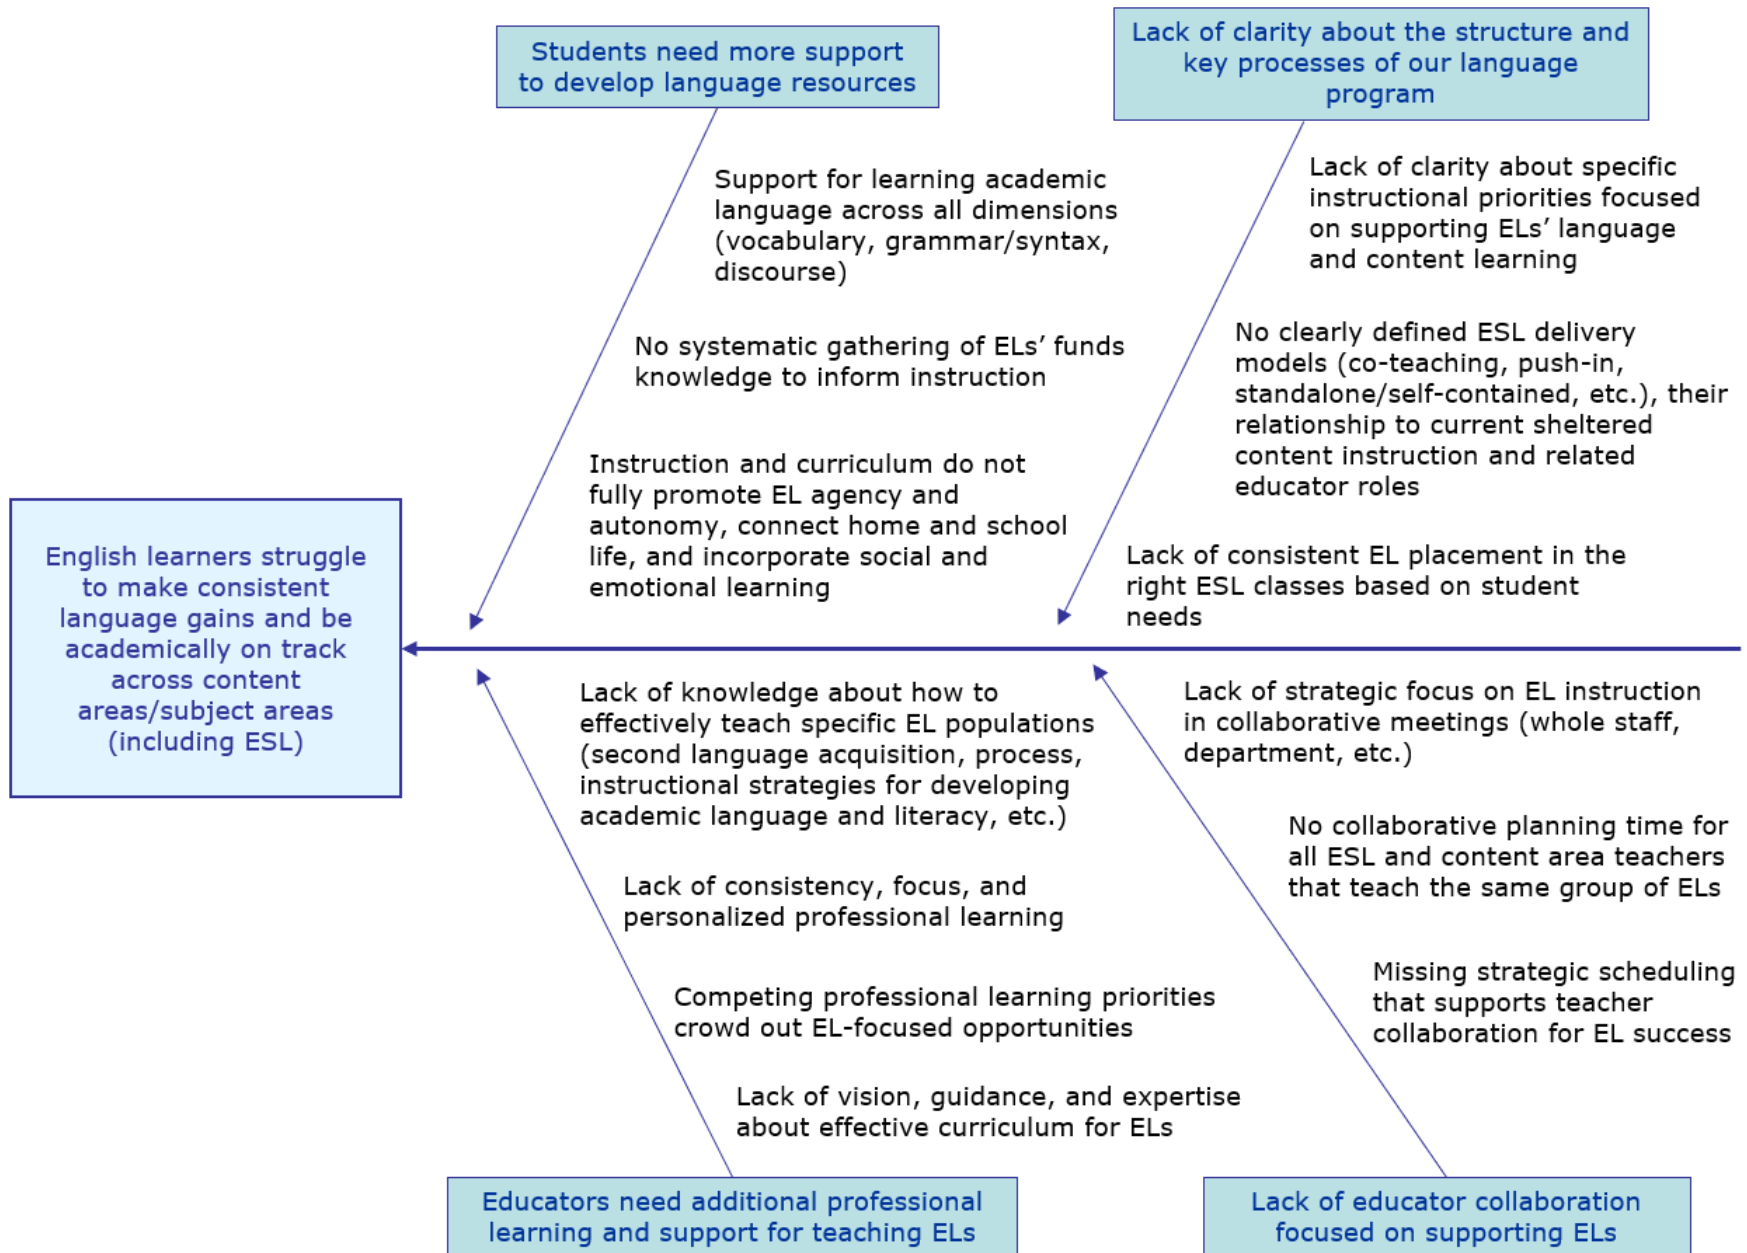 Students need more support
to develop language resources
Lack of clarity about the structure and
key processes of our language
program
Support for learning academic
language across all dimensions
(vocabulary, grammar/syntax,
discourse)
No systematic gathering of ELs’ funds
knowledge to inform instruction
Instruction and curriculum do not
fully promote EL agency and
autonomy, connect home and school
life, and incorporate social and
emotional learning
Lack of clarity about specific
instructional priorities focused
on supporting ELs’ language
and content learning
No clearly defined ESL delivery
models (co-teaching, push-in,
standalone/self-contained, etc.), their
relationship to current sheltered
content instruction and related
educator roles
Lack of consistent EL placement in the
right ESL classes based on student
needs
English learners struggle
to make consistent
language gains and be
academically on track
across content
areas/subject areas
(including ESL)
Lack of knowledge about how to
effectively teach specific EL populations
(second language acquisition, process,
instructional strategies for developing
academic language and literacy, etc.)
Lack of consistency, focus, and
personalized professional learning
Competing professional learning priorities
crowd out EL-focused opportunities
Lack of vision, guidance, and expertise
about effective curriculum for ELs
Lack of strategic focus on EL instruction
in collaborative meetings (whole staff,
department, etc.)
No collaborative planning time for
all ESL and content area teachers
that teach the same group of ELs
Missing strategic scheduling
that supports teacher
collaboration for EL success
Educators need additional professional
learning and support for teaching ELs
Lack of educator collaboration
focused on supporting ELs